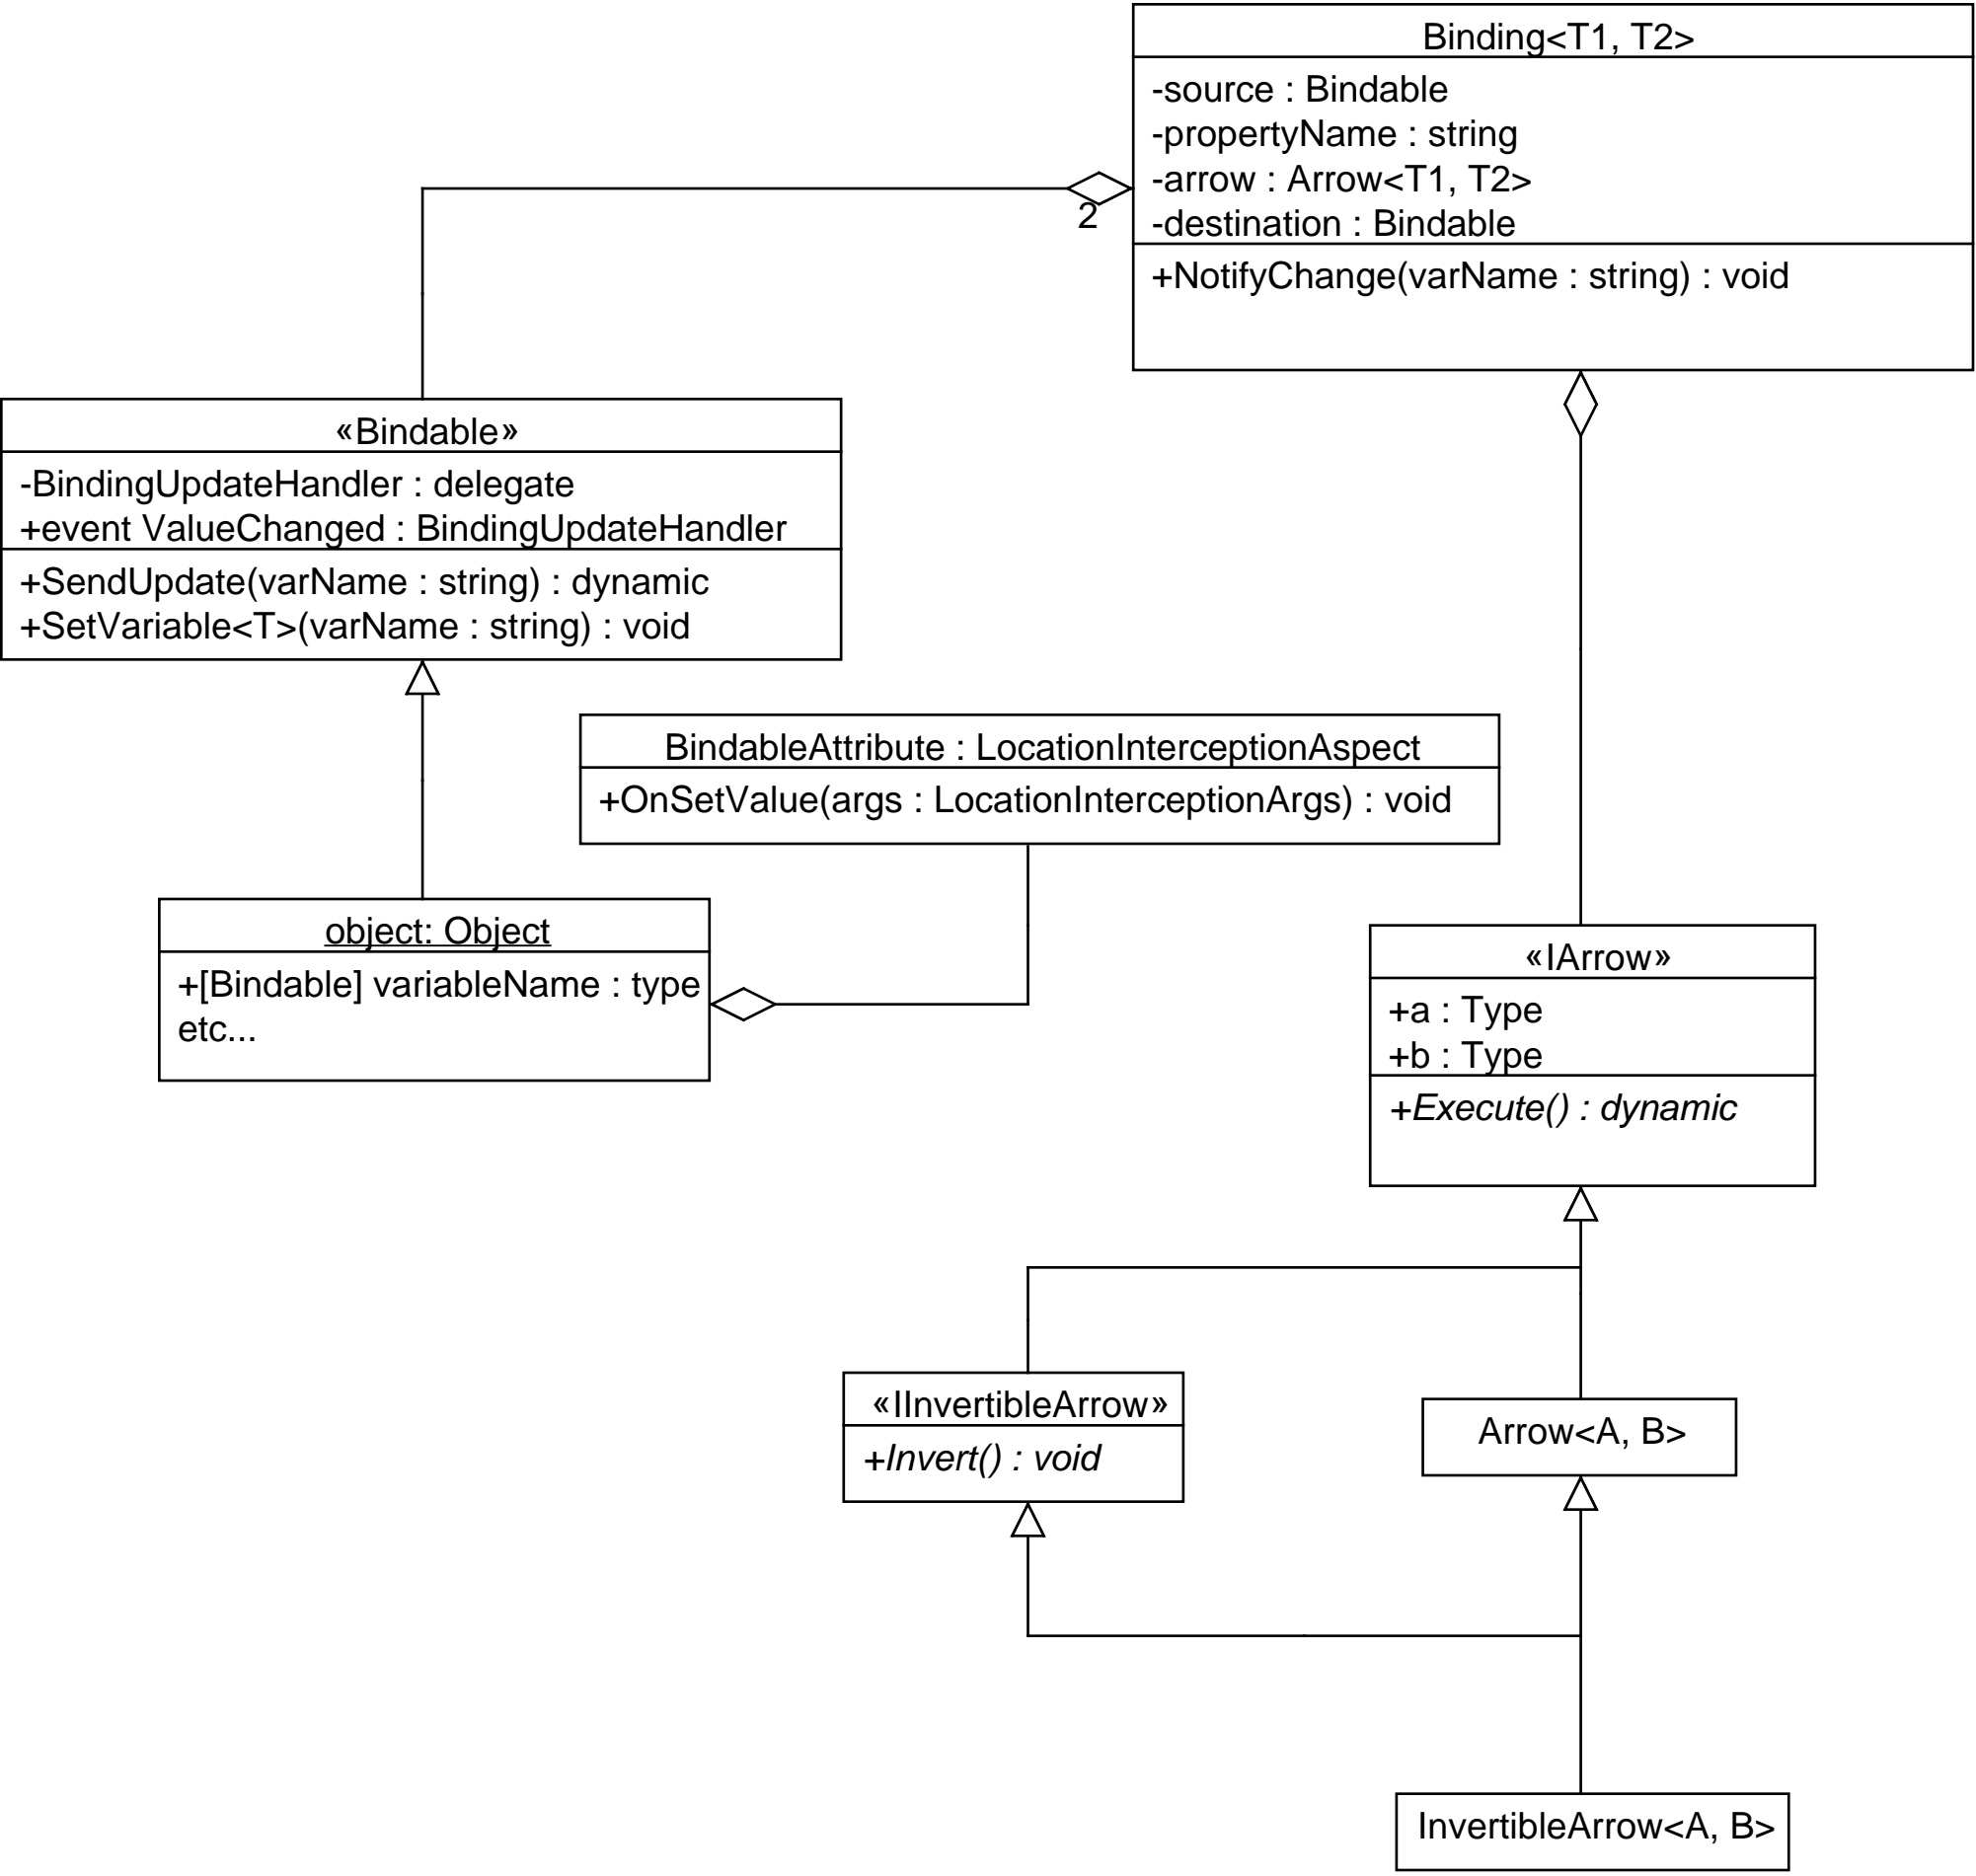 Binding<T1, T2>
-source : Bindable
-propertyName : string
-arrow : Arrow<T1, T2>
-destination : Bindable
+NotifyChange(varName : string) : void
2
«Bindable»
-BindingUpdateHandler : delegate
+event ValueChanged : BindingUpdateHandler
+SendUpdate(varName : string) : dynamic
+SetVariable<T>(varName : string) : void
BindableAttribute : LocationInterceptionAspect
+OnSetValue(args : LocationInterceptionArgs) : void
object: Object
+[Bindable] variableName : type
etc...
«IArrow»
+a : Type
+b : Type
+Execute() : dynamic
«IInvertibleArrow»
+Invert() : void
Arrow<A, B>
InvertibleArrow<A, B>